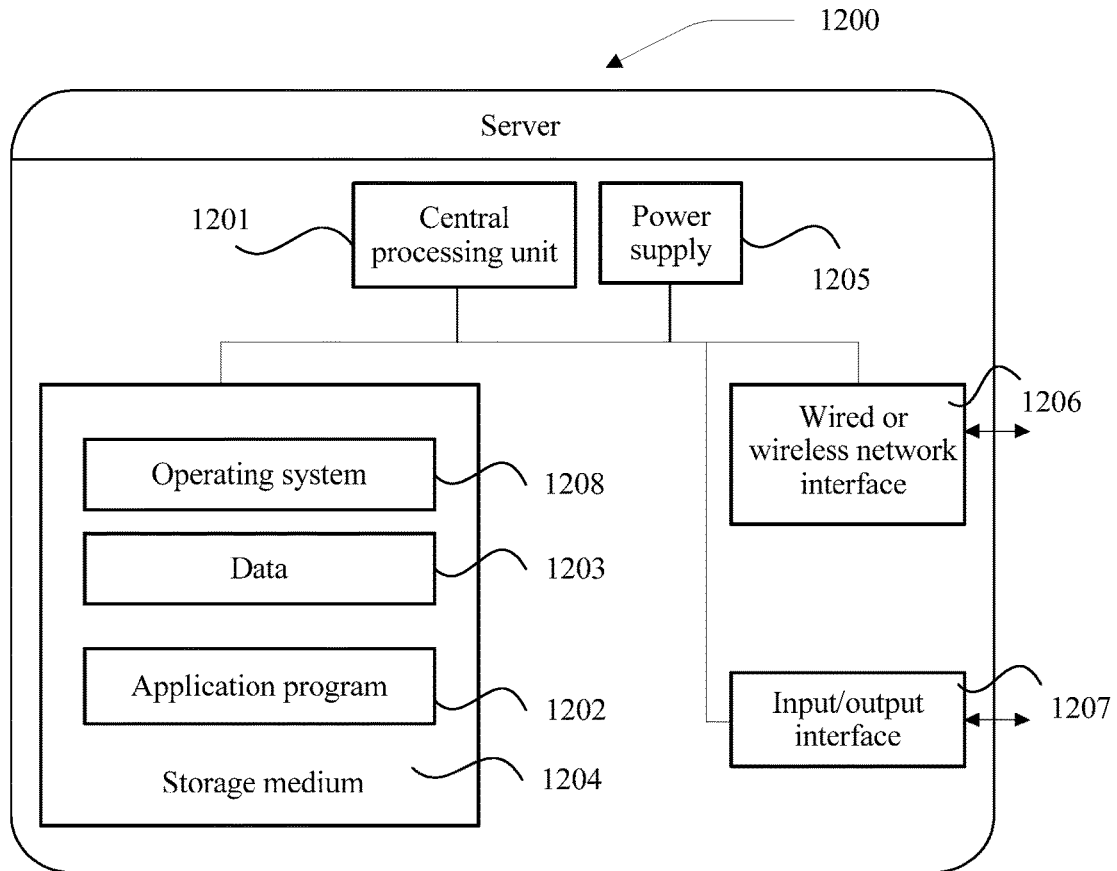 1200
Server
1201
Central
processing unit
Power
supply
1205
Wired or
wireless network
interface
1206
Operating system
1208
Data
1203
Application program
1202
Storage medium
1204
Input/output
interface
1207